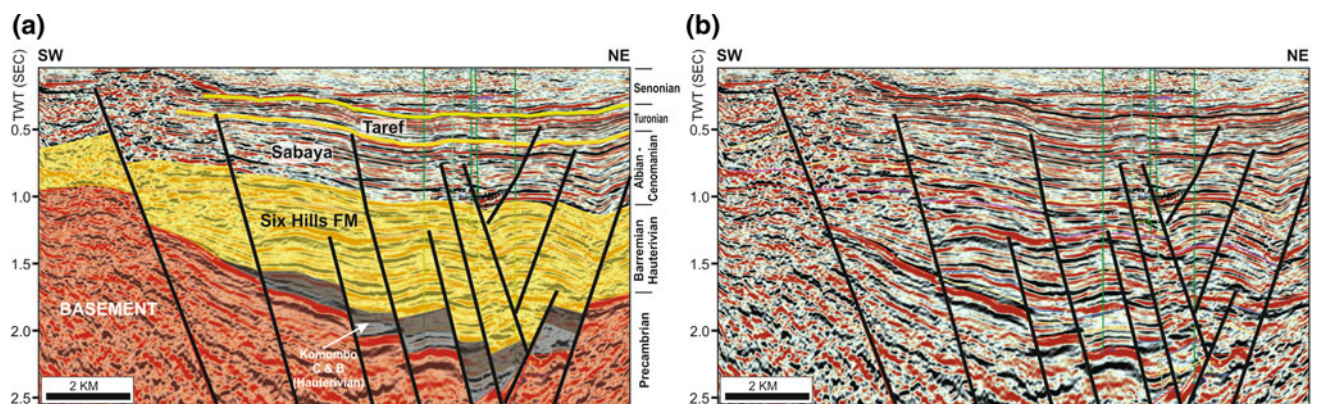 (a)
SW
NE
TWT (SEC)
0.5
1.0
1.5
2.0
2.5
Taref
Sabaya
Six Hills FM
BASEMENT
Komombo
C & B
(Hauterivian)
2 KM
Senonian
Turonian
Albian -
Cenomanian
Barremian
Hauterivian
Precambrian
(b)
SW
NE
TWT (SEC)
0.5
1.0
1.5
2.0
2.5
2 KM